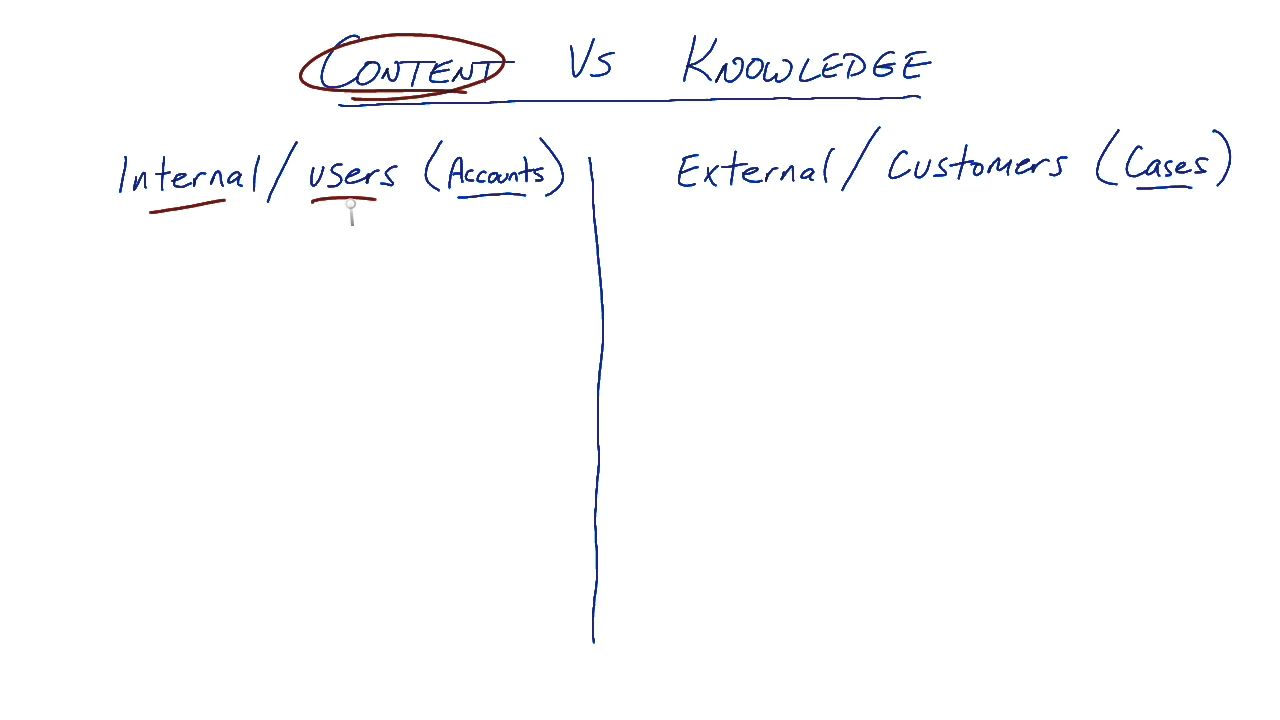 CONTENT VS KNOWLEDGE
Internal / users (Accounts)
External / Customers (Cases)